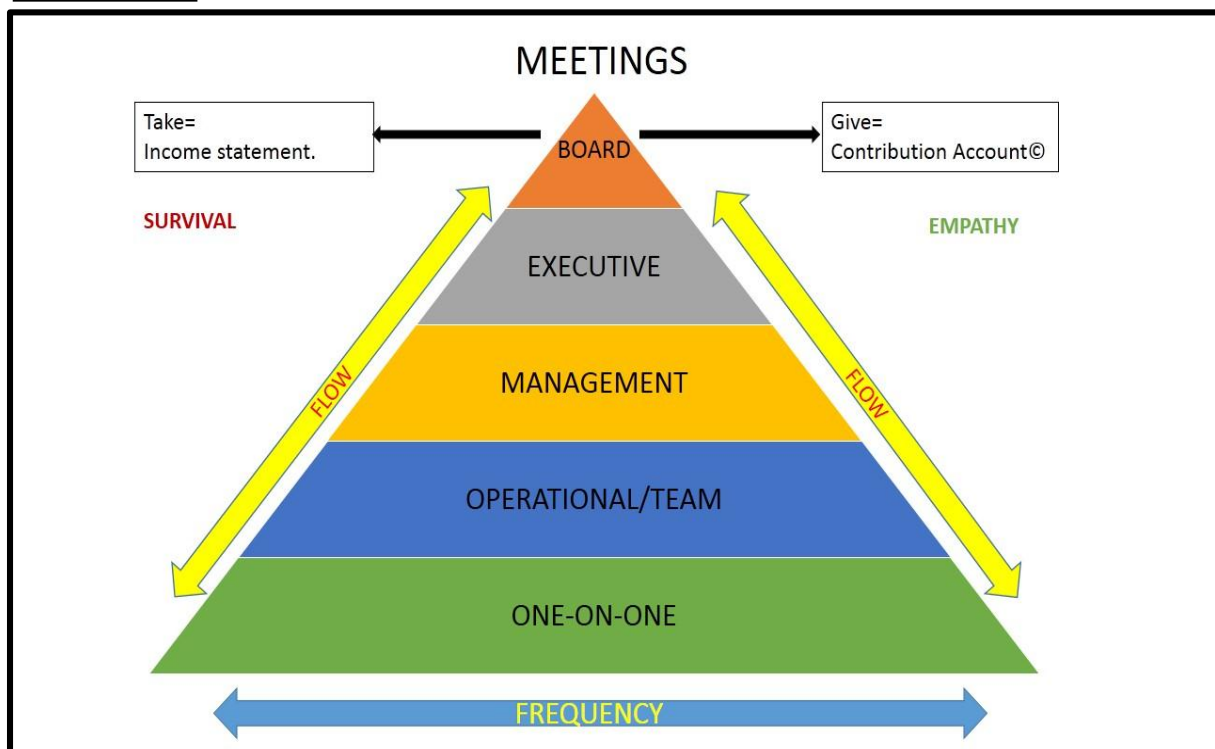 MEETINGS
Take=
Income statement.
Give=
Contribution Account©
BOARD
SURVIVAL
EMPATHY
EXECUTIVE
FLOW
MANAGEMENT
FLOW
OPERATIONAL/TEAM
ONE-ON-ONE
FREQUENCY